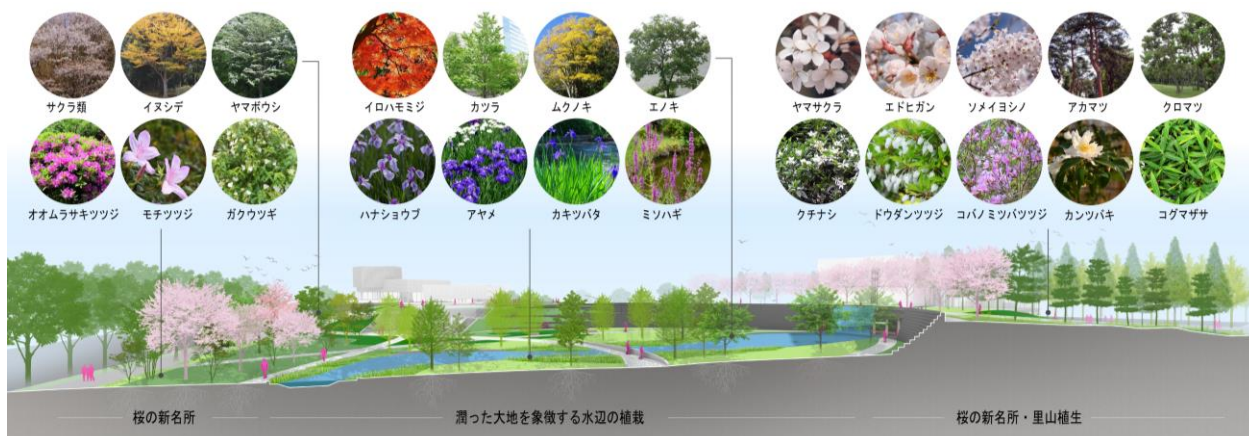 サクラ類 イヌシデ ヤマボウシ
オオムラサキツツジ モチツツジ ガクウツギ
イロハモミジ カツラ ムクノキ エノキ
ハナショウブ アヤメ カキツバタ ミソハギ
ヤマサクラ エドヒガン ソメイヨシノ アカマツ クロマツ
クチナシ ドウダンツツジ コバノミツバツツジ カンツバキ コグマザサ
桜の新名所
潤った大地を象徴する水辺の植栽
桜の新名所・里山植生